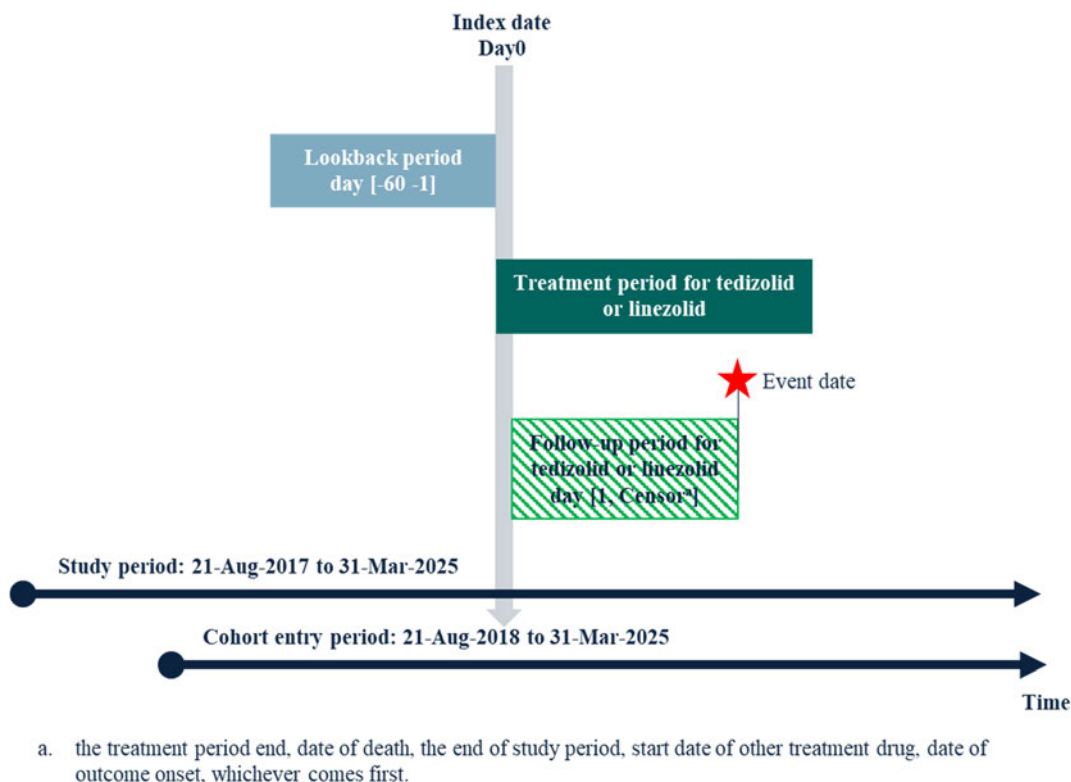 Index date
Day0
Lookback period
day [-60 -1]
Treatment period for tedizolid
or linezolid
Event date
Follow-up period for
tedizolid or linezolid
day [1, Censorᵃ]
Study period: 21-Aug-2017 to 31-Mar-2025
Cohort entry period: 21-Aug-2018 to 31-Mar-2025
Time
a. the treatment period end, date of death, the end of study period, start date of other treatment drug, date of
outcome onset, whichever comes first.